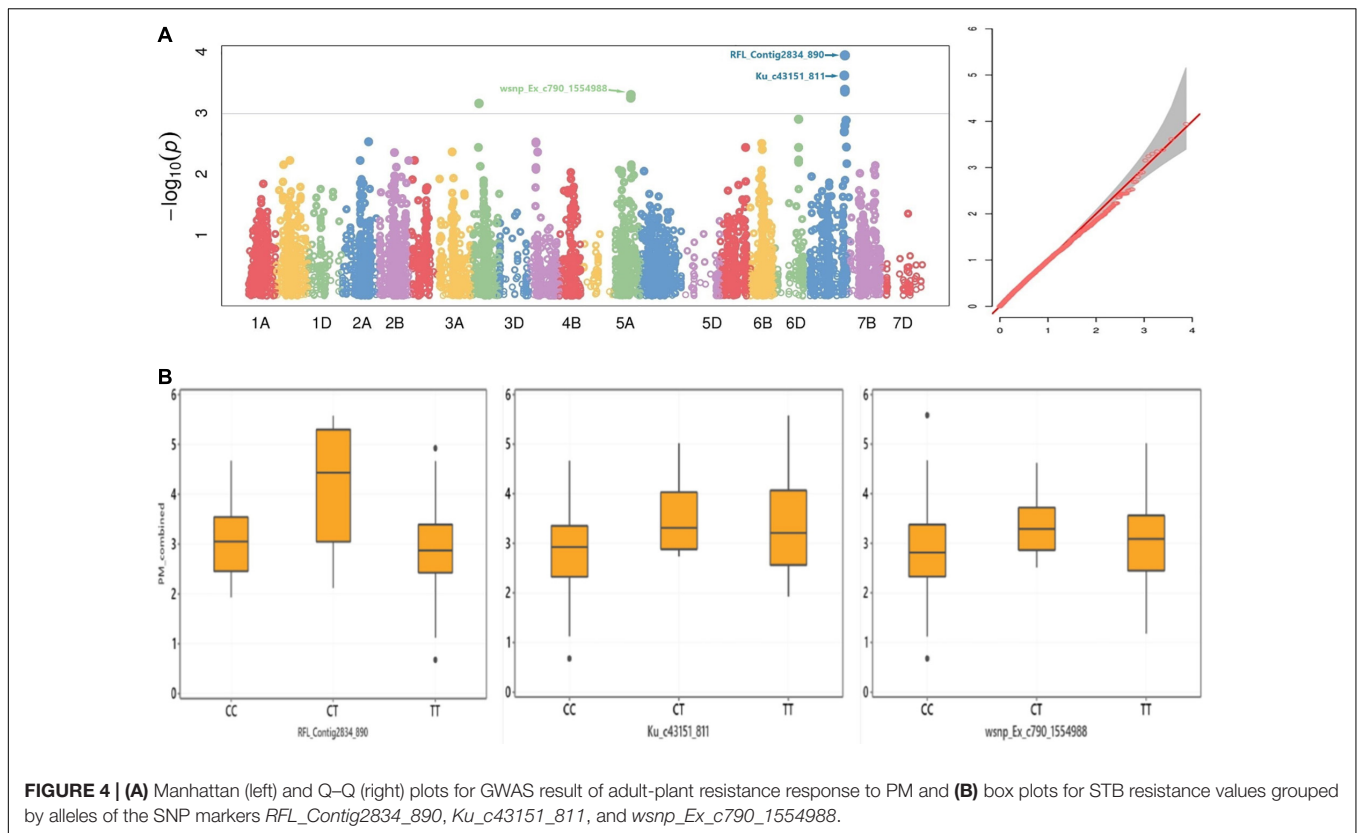 A
−log10(p)
4
3
2
1
RFL_Contig2834_890
Ku_c43151_811
wsnp_Ex_c790_1554988
1A 1D 2A 2B 3A 3D 4B 5A 5D 6B 6D 7B 7D
6
5
4
3
2
1
0
0 1 2 3 4
B
PM_combined
6
5
4
3
2
1
0
CC CT TT
RFL_Contig2834_890
6
5
4
3
2
1
0
CC CT TT
Ku_c43151_811
6
5
4
3
2
1
0
CC CT TT
wsnp_Ex_c790_1554988
FIGURE 4 | (A) Manhattan (left) and Q–Q (right) plots for GWAS result of adult-plant resistance response to PM and (B) box plots for STB resistance values grouped
by alleles of the SNP markers RFL_Contig2834_890, Ku_c43151_811, and wsnp_Ex_c790_1554988.